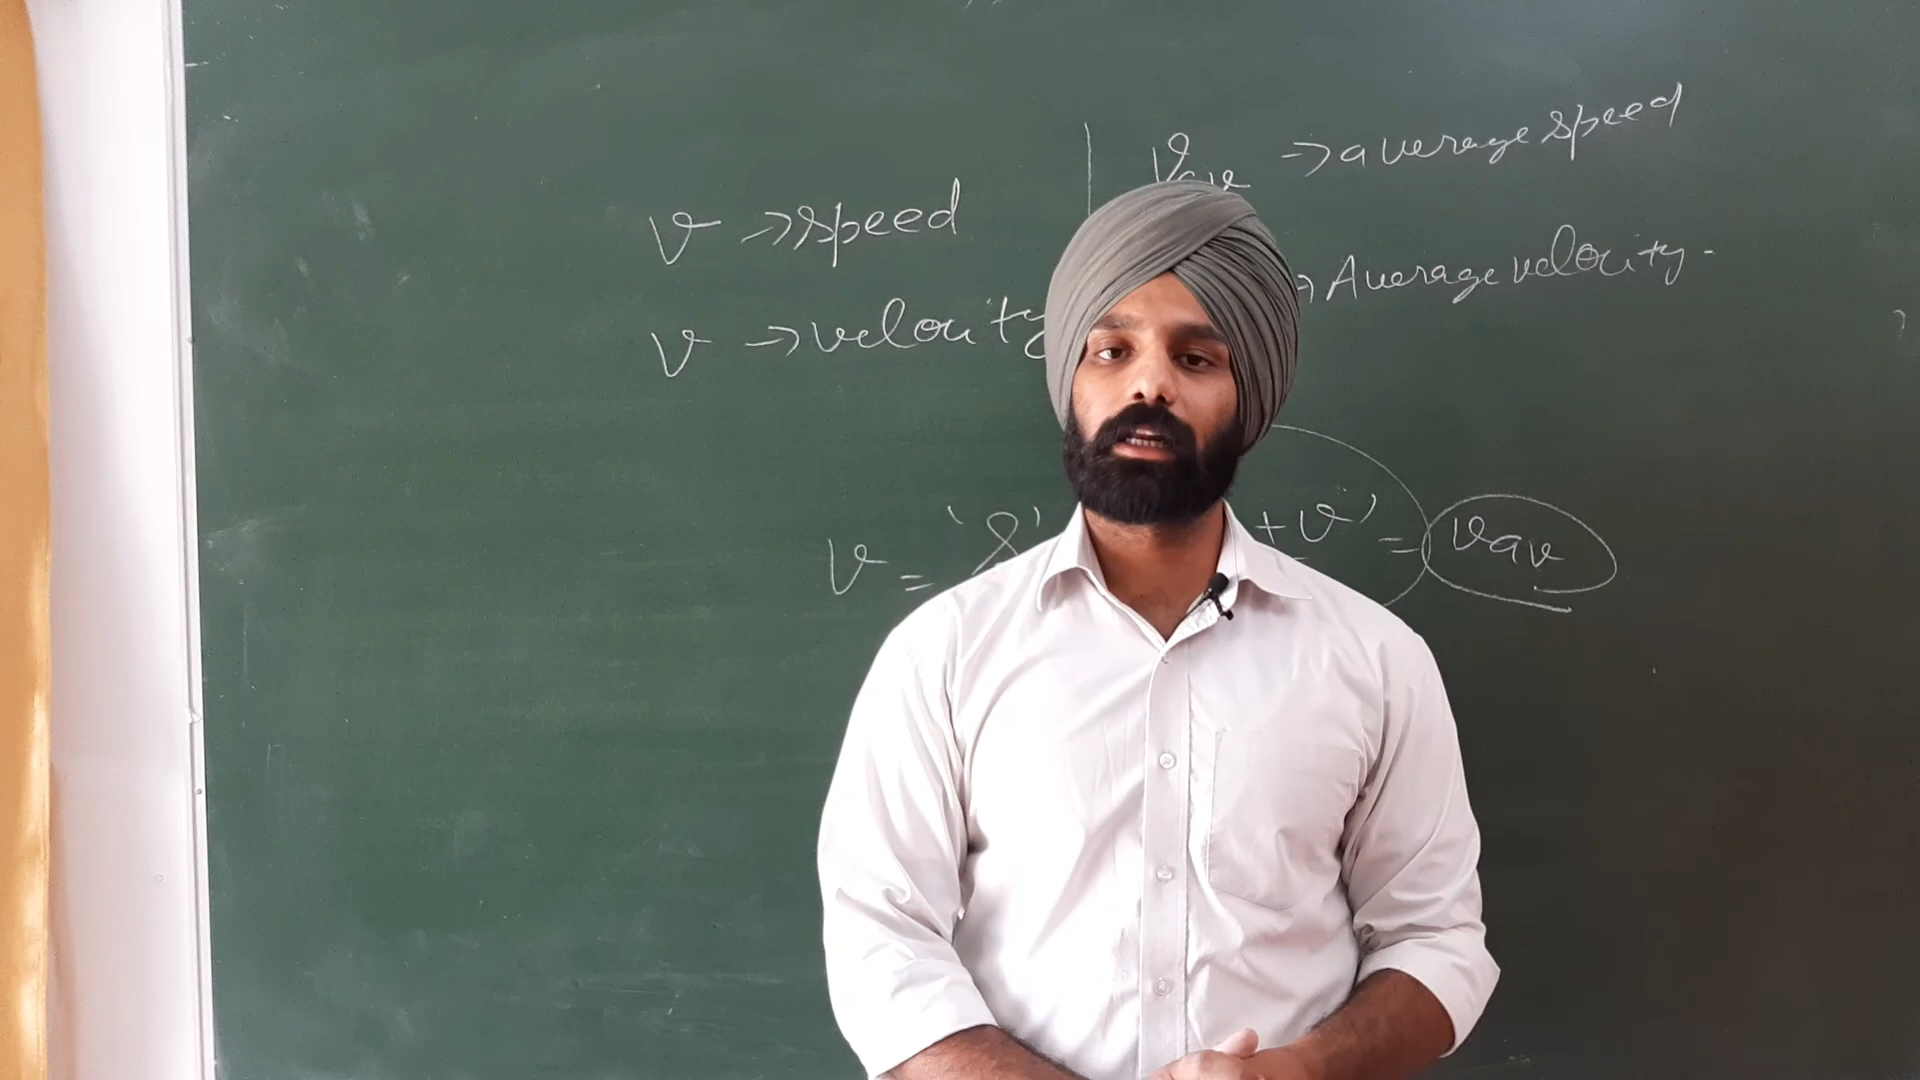 v → speed
v → velocity
Vav → average speed
→ Average velocity.
v = 's' + v' = vav